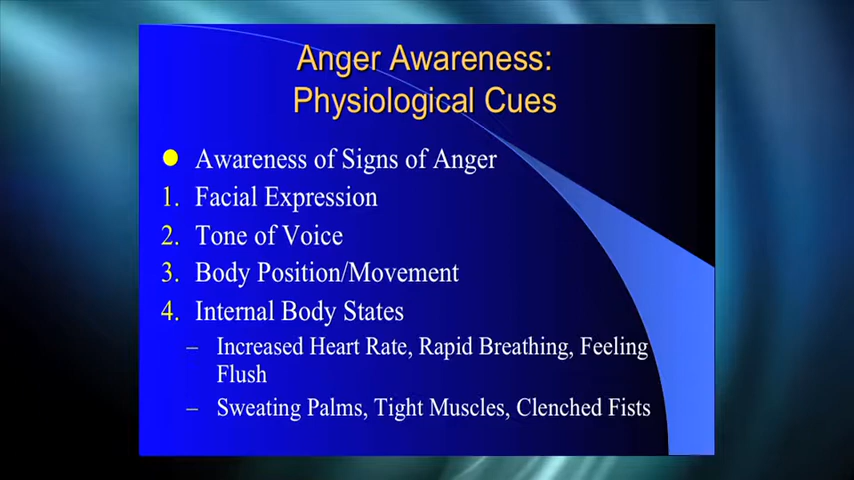 Anger Awareness:
Physiological Cues
Awareness of Signs of Anger
1. Facial Expression
2. Tone of Voice
3. Body Position/Movement
4. Internal Body States
– Increased Heart Rate, Rapid Breathing, Feeling
Flush
– Sweating Palms, Tight Muscles, Clenched Fists